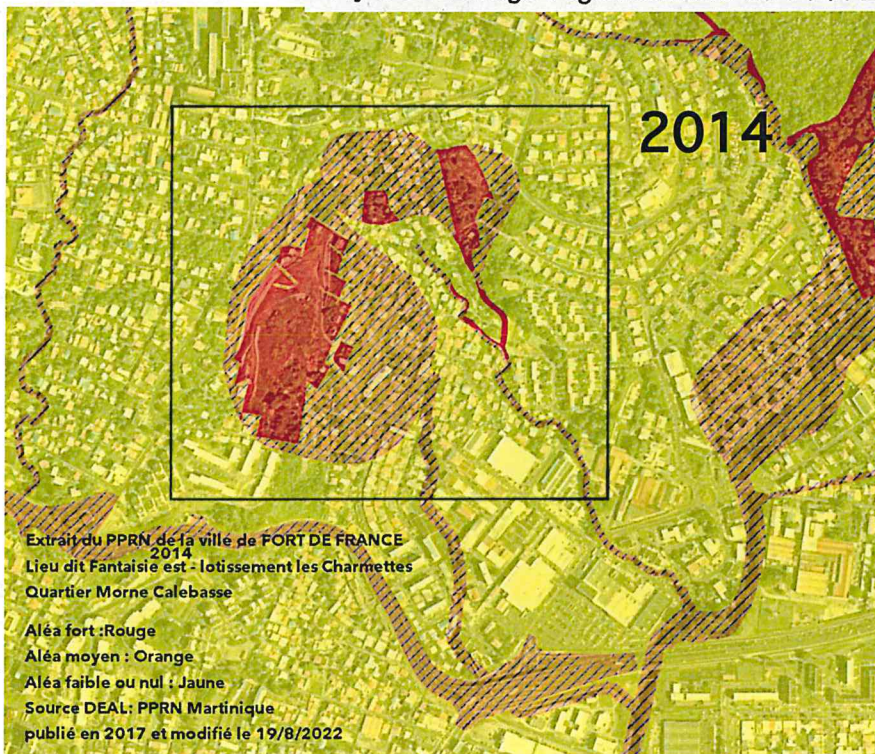 2014
Extrait du PPRN de la ville de FORT DE FRANCE
2014
Lieu dit Fantaisie est - lotissement les Charmettes
Quartier Morne Calebasse
Aléa fort :Rouge
Aléa moyen : Orange
Aléa faible ou nul : Jaune
Source DEAL: PPRN Martinique
publié en 2017 et modifié le 19/8/2022